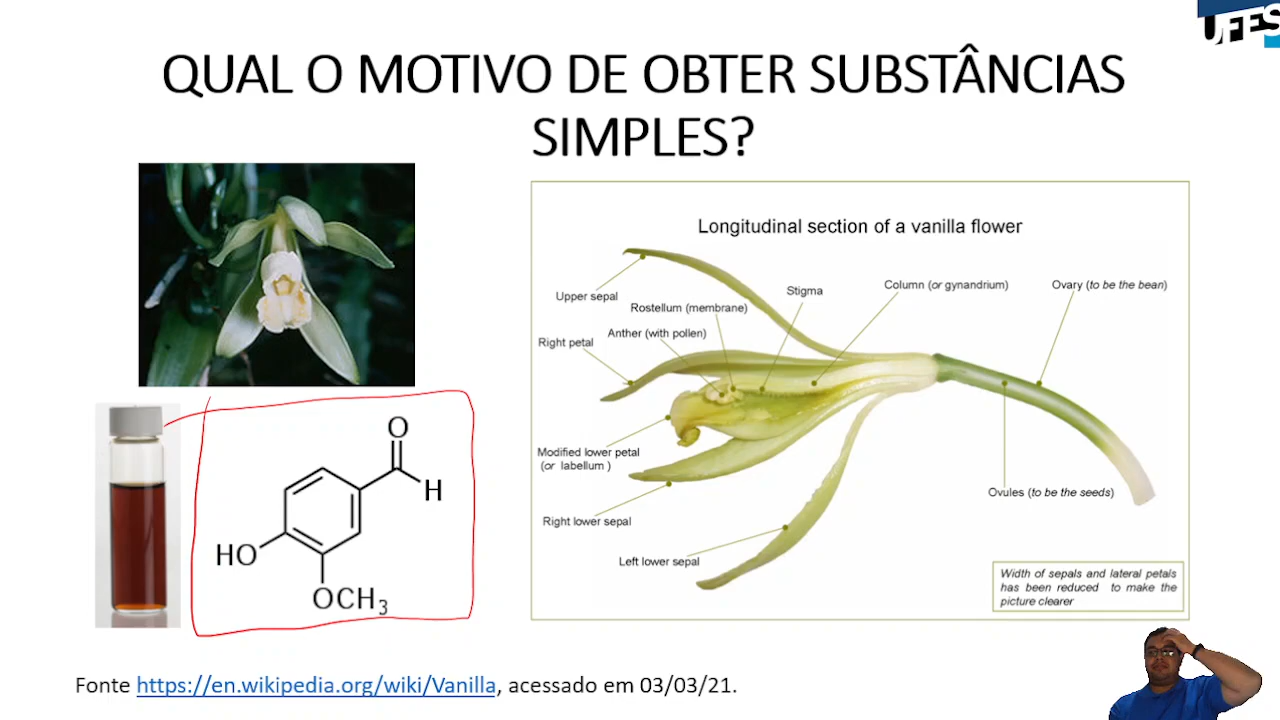 UFES
QUAL O MOTIVO DE OBTER SUBSTÂNCIAS
SIMPLES?
Longitudinal section of a vanilla flower
Upper sepal
Rostellum (membrane)
Stigma
Column (or gynandrium)
Ovary (to be the bean)
Right petal
Anther (with pollen)
Modified lower petal
(or labellum )
Right lower sepal
Left lower sepal
Ovules (to be the seeds)
Width of sepals and lateral petals
has been reduced to make the
picture clearer
O
H
HO
OCH3
Fonte https://en.wikipedia.org/wiki/Vanilla, acessado em 03/03/21.